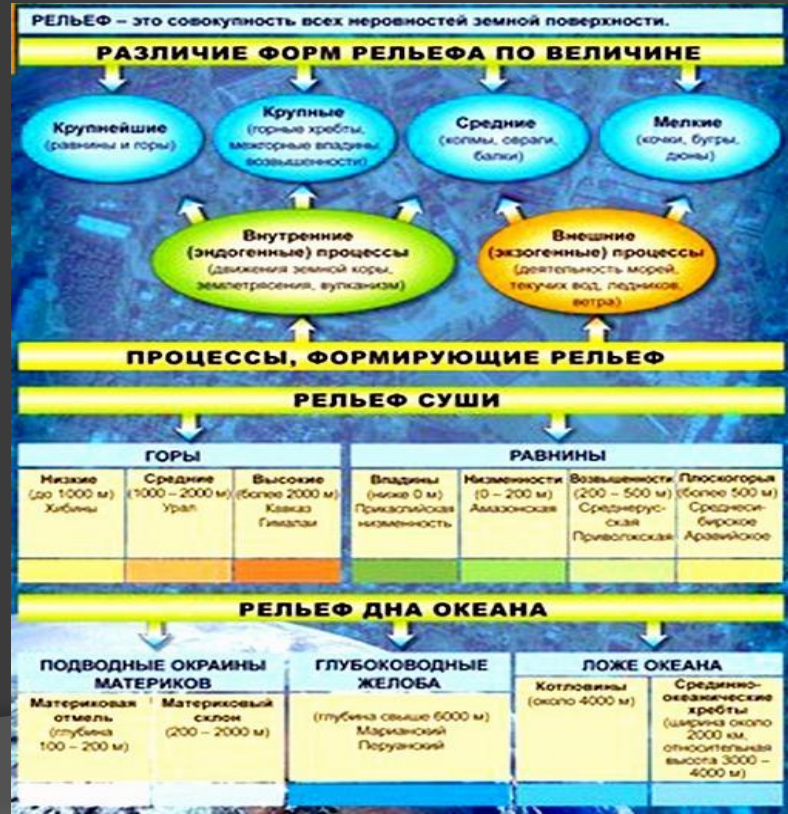 РЕЛЬЕФ – это совокупность всех неровностей земной поверхности.
РАЗЛИЧИЕ ФОРМ РЕЛЬЕФА ПО ВЕЛИЧИНЕ
Крупнейшие
(равнины и горы)
Крупные
(горные хребты,
межгорные впадины,
возвышенности)
Средние
(холмы, овраги,
балки)
Мелкие
(кочки, бугры,
дюны)
Внутренние
(эндогенные) процессы
(движения земной коры,
землетрясения, вулканизм)
Внешние
(экзогенные) процессы
(деятельность морей,
текучих вод, ледников,
ветра)
ПРОЦЕССЫ, ФОРМИРУЮЩИЕ РЕЛЬЕФ
РЕЛЬЕФ СУШИ
ГОРЫ
Низкие
(до 1000 м)
Хибины
Средние
(1000 – 2000 м)
Урал
Высокие
(более 2000 м)
Кавказ
Гималаи
РАВНИНЫ
Впадины
(ниже 0 м)
Прикаспийская
низменность
Низменности
(0 – 200 м)
Амазонская
Возвышенности
(200 – 500 м)
Среднерус-
ская
Приволжская
Плоскогорья
(более 500 м)
Среднеси-
бирское
Аравийское
РЕЛЬЕФ ДНА ОКЕАНА
ПОДВОДНЫЕ ОКРАИНЫ
МАТЕРИКОВ
Материковая
отмель
(глубина
100 – 200 м)
Материковый
склон
(200 – 2000 м)
ГЛУБОКОВОДНЫЕ
ЖЕЛОБА
(глубина свыше 6000 м)
Марианский
Перуанский
ЛОЖЕ ОКЕАНА
Котловины
(около 4000 м)
Срединно-
океанические
хребты
(ширина около
2000 км,
относительная
высота 3000 –
4000 м)